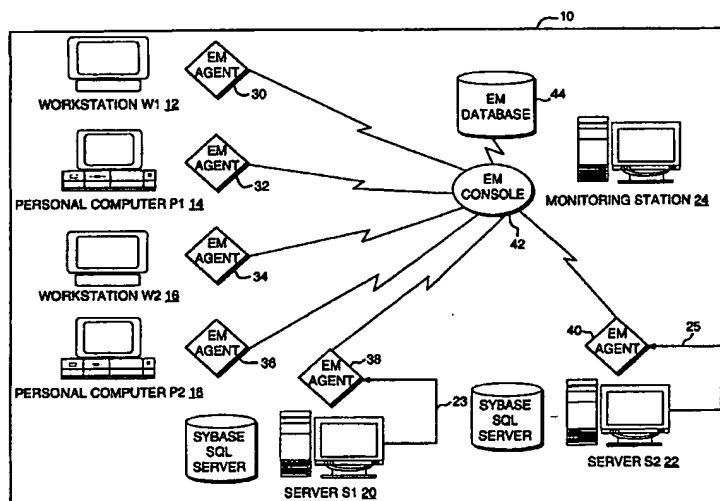 10
EM
AGENT
30
WORKSTATION W1 12
EM
DATABASE
44
EM
AGENT
32
PERSONAL COMPUTER P1 14
EM
CONSOLE
42
MONITORING STATION 24
EM
AGENT
34
WORKSTATION W2 16
EM
AGENT
36
PERSONAL COMPUTER P2 18
EM
AGENT
38
40
EM
AGENT
25
23
SYBASE
SQL
SERVER
SERVER S1 20
SYBASE
SQL
SERVER
SERVER S2 22